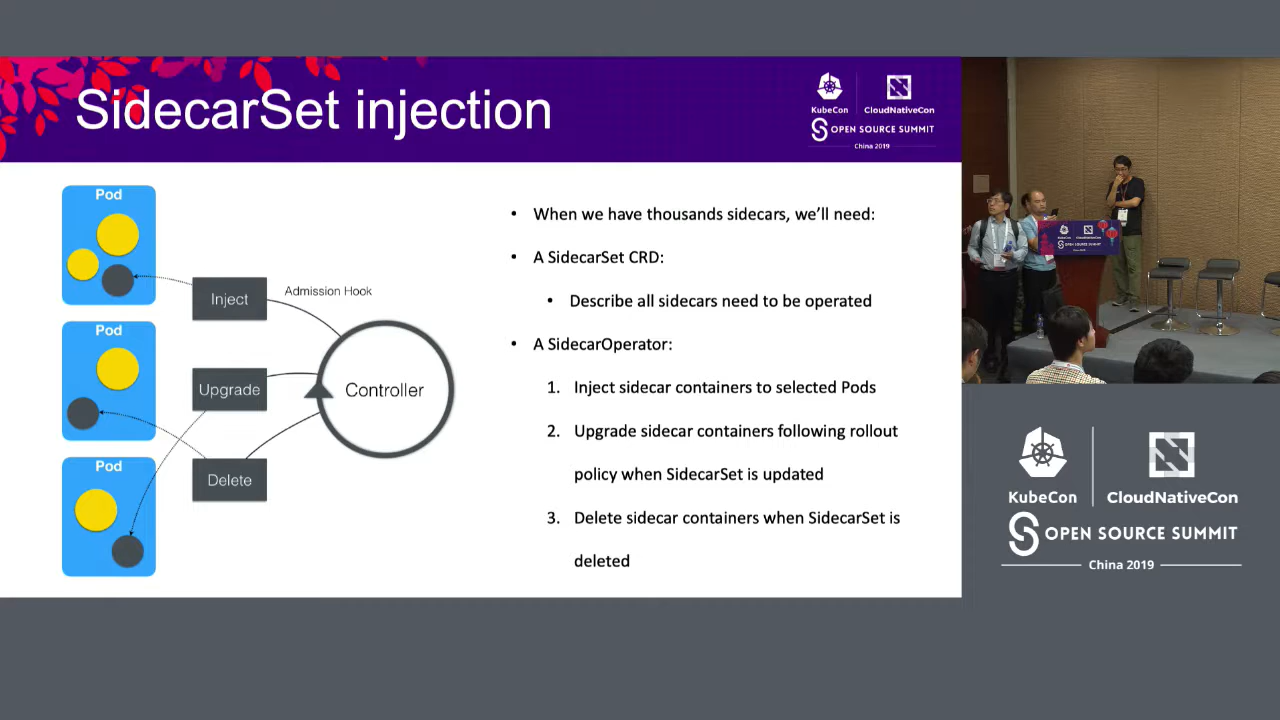 SidecarSet injection
KubeCon
CloudNativeCon
OPEN SOURCE SUMMIT
China 2019
Pod
Pod
Pod
Inject
Admission Hook
Upgrade
Controller
Delete
• When we have thousands sidecars, we’ll need:
• A SidecarSet CRD:
• Describe all sidecars need to be operated
• A SidecarOperator:
1. Inject sidecar containers to selected Pods
2. Upgrade sidecar containers following rollout
policy when SidecarSet is updated
3. Delete sidecar containers when SidecarSet is
deleted
KubeCon
CloudNativeCon
OPEN SOURCE SUMMIT
China 2019